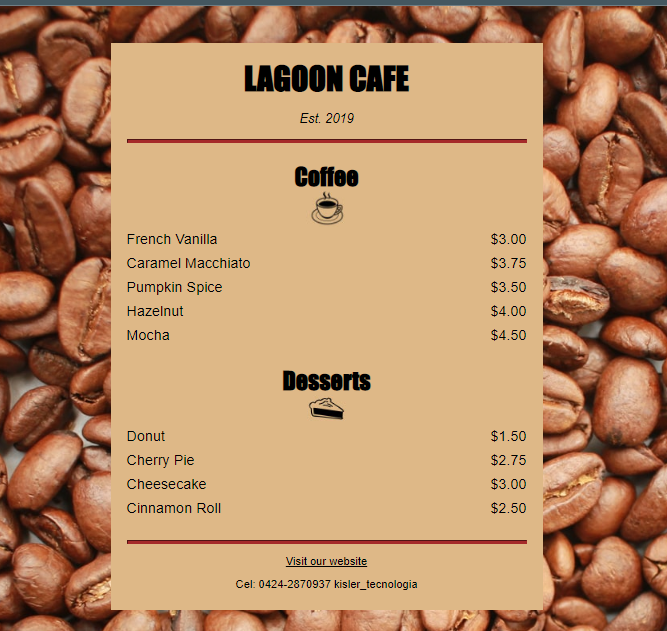 LAGOON CAFE
Est. 2019
Coffee
French Vanilla $3.00
Caramel Macchiato $3.75
Pumpkin Spice $3.50
Hazelnut $4.00
Mocha $4.50
Desserts
Donut $1.50
Cherry Pie $2.75
Cheesecake $3.00
Cinnamon Roll $2.50
Visit our website
Cel: 0424-2870937 kisler_tecnologia